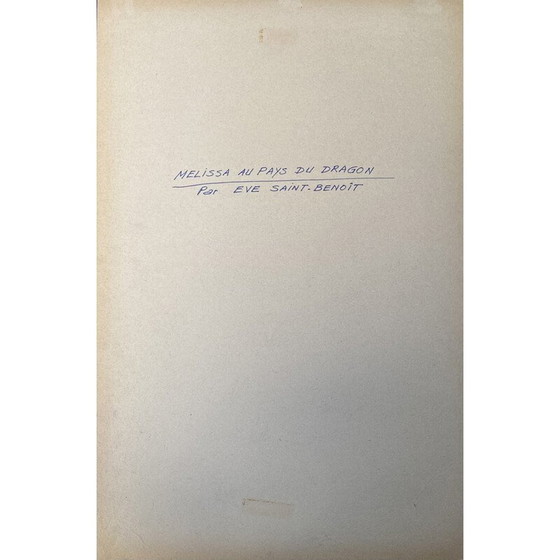 MELISSA AU PAYS DU DRAGON
Par EVE SAINT-BENOÎT